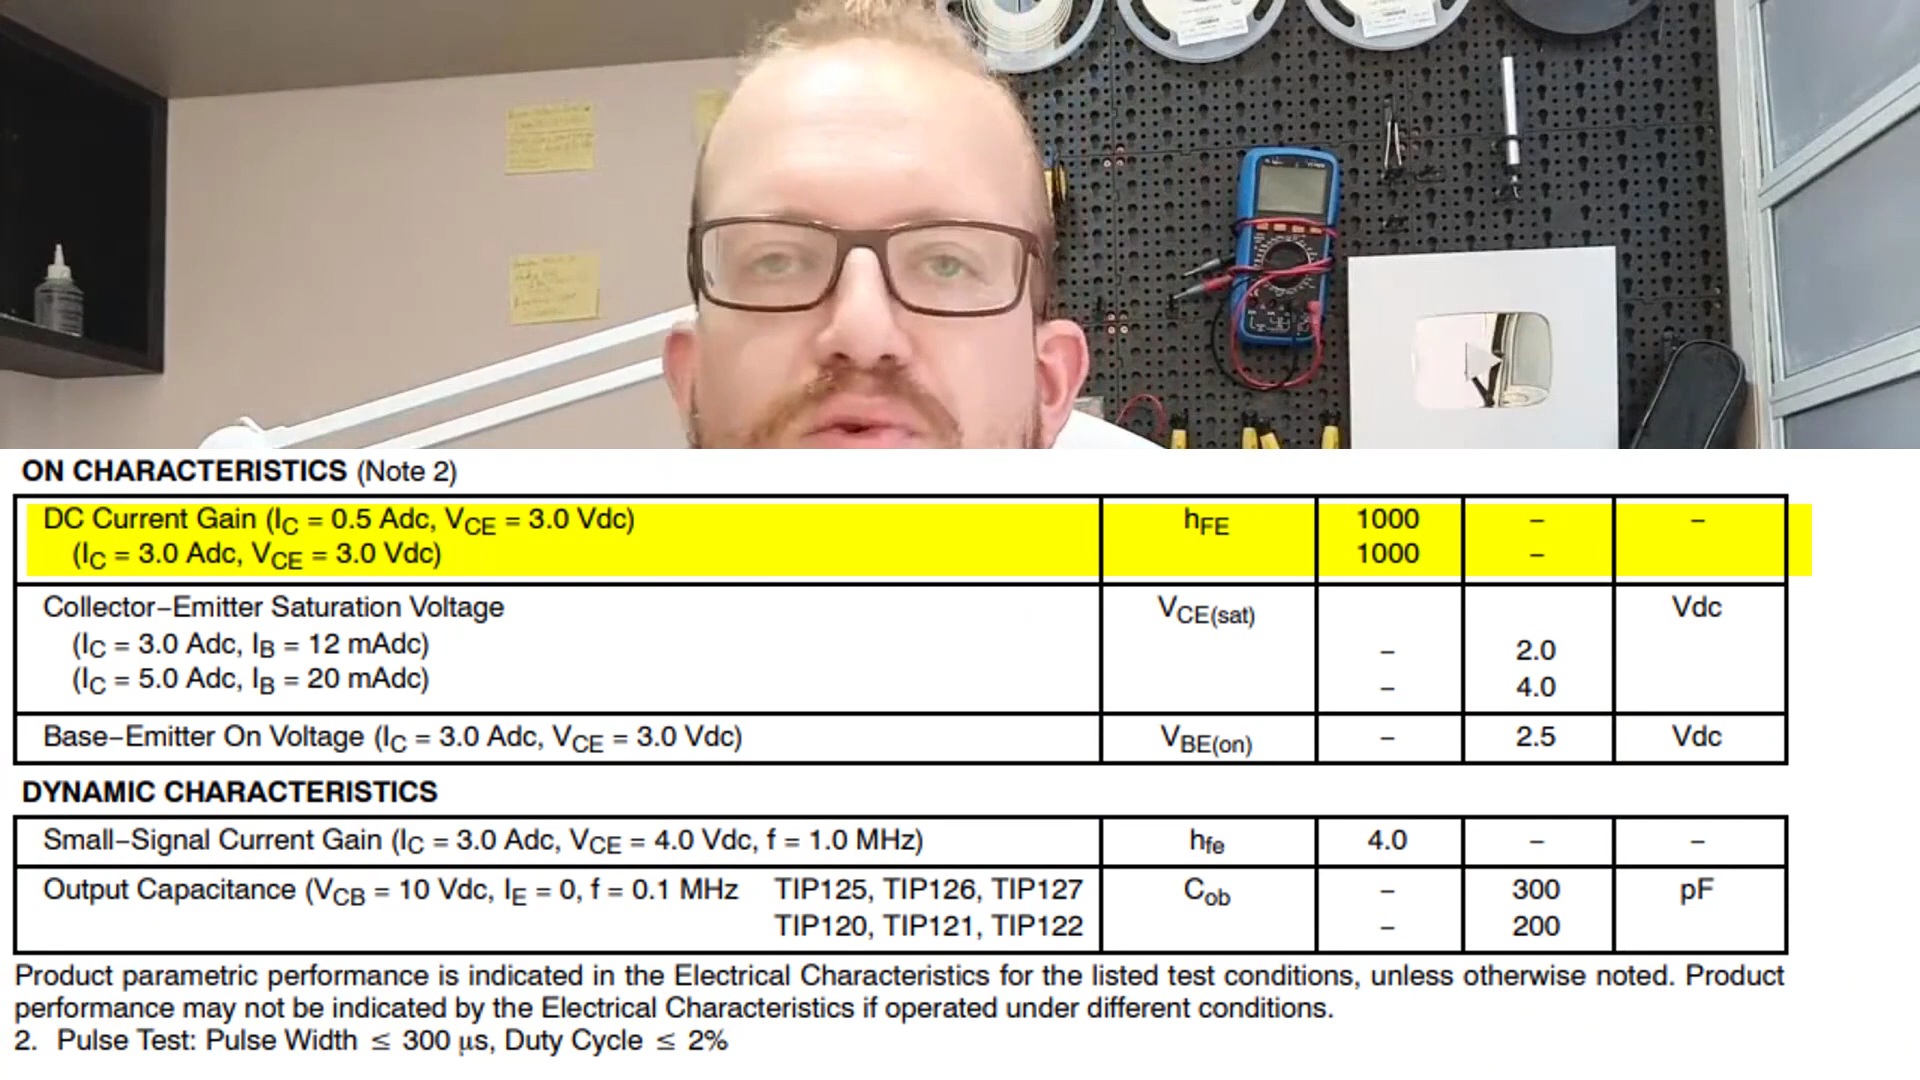 ON CHARACTERISTICS (Note 2)
DC Current Gain (IC = 0.5 Adc, VCE = 3.0 Vdc) hFE 1000 – –
(IC = 3.0 Adc, VCE = 3.0 Vdc) 1000 –
Collector–Emitter Saturation Voltage VCE(sat) Vdc
(IC = 3.0 Adc, IB = 12 mAdc) – 2.0
(IC = 5.0 Adc, IB = 20 mAdc) – 4.0
Base–Emitter On Voltage (IC = 3.0 Adc, VCE = 3.0 Vdc) VBE(on) – 2.5 Vdc
DYNAMIC CHARACTERISTICS
Small–Signal Current Gain (IC = 3.0 Adc, VCE = 4.0 Vdc, f = 1.0 MHz) hfe 4.0 – –
Output Capacitance (VCB = 10 Vdc, IE = 0, f = 0.1 MHz TIP125, TIP126, TIP127 Cob – 300 pF
TIP120, TIP121, TIP122 – 200
Product parametric performance is indicated in the Electrical Characteristics for the listed test conditions, unless otherwise noted. Product
performance may not be indicated by the Electrical Characteristics if operated under different conditions.
2. Pulse Test: Pulse Width ≤ 300 μs, Duty Cycle ≤ 2%